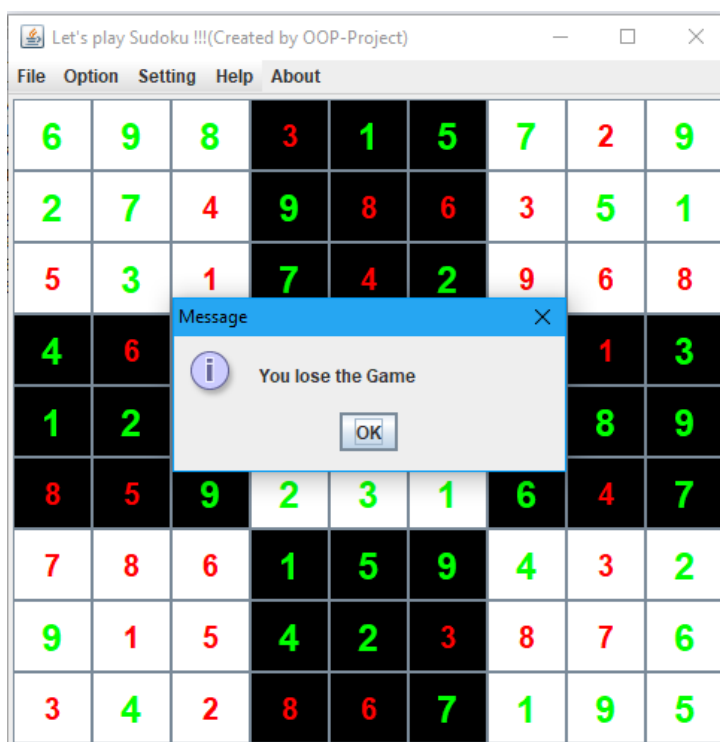 Let's play Sudoku !!!(Created by OOP-Project)
File Option Setting Help About
6 9 8 3 1 5 7 2 9
2 7 4 9 8 6 3 5 1
5 3 1 7 4 2 9 6 8
Message
4 6 1 3
You lose the Game
1 2 8 9
OK
8 5 9 2 3 1 6 4 7
7 8 6 1 5 9 4 3 2
9 1 5 4 2 3 8 7 6
3 4 2 8 6 7 1 9 5